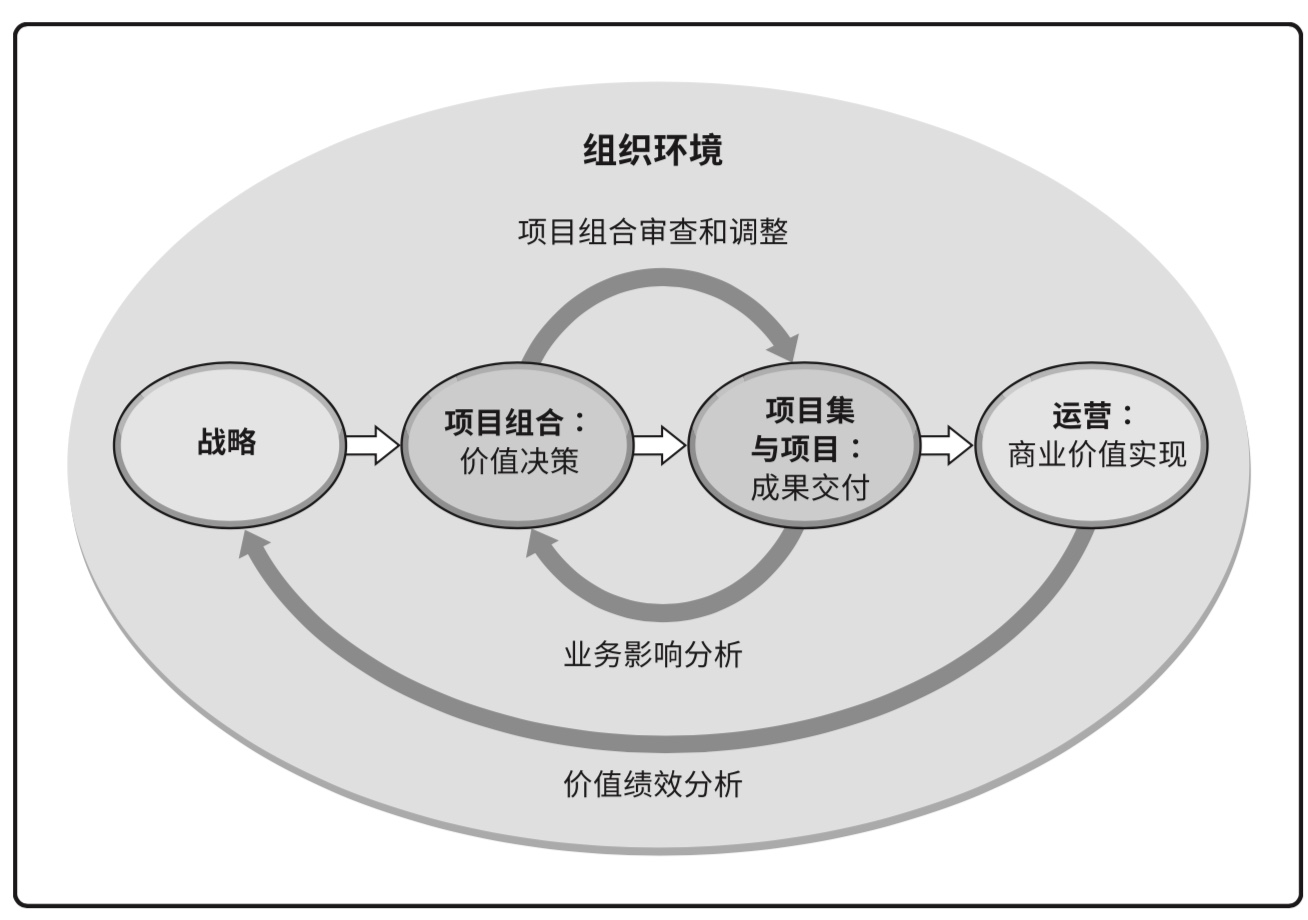 组织环境
项目组合审查和调整
战略
项目组合：
价值决策
项目集
与项目：
成果交付
运营：
商业价值实现
业务影响分析
价值绩效分析